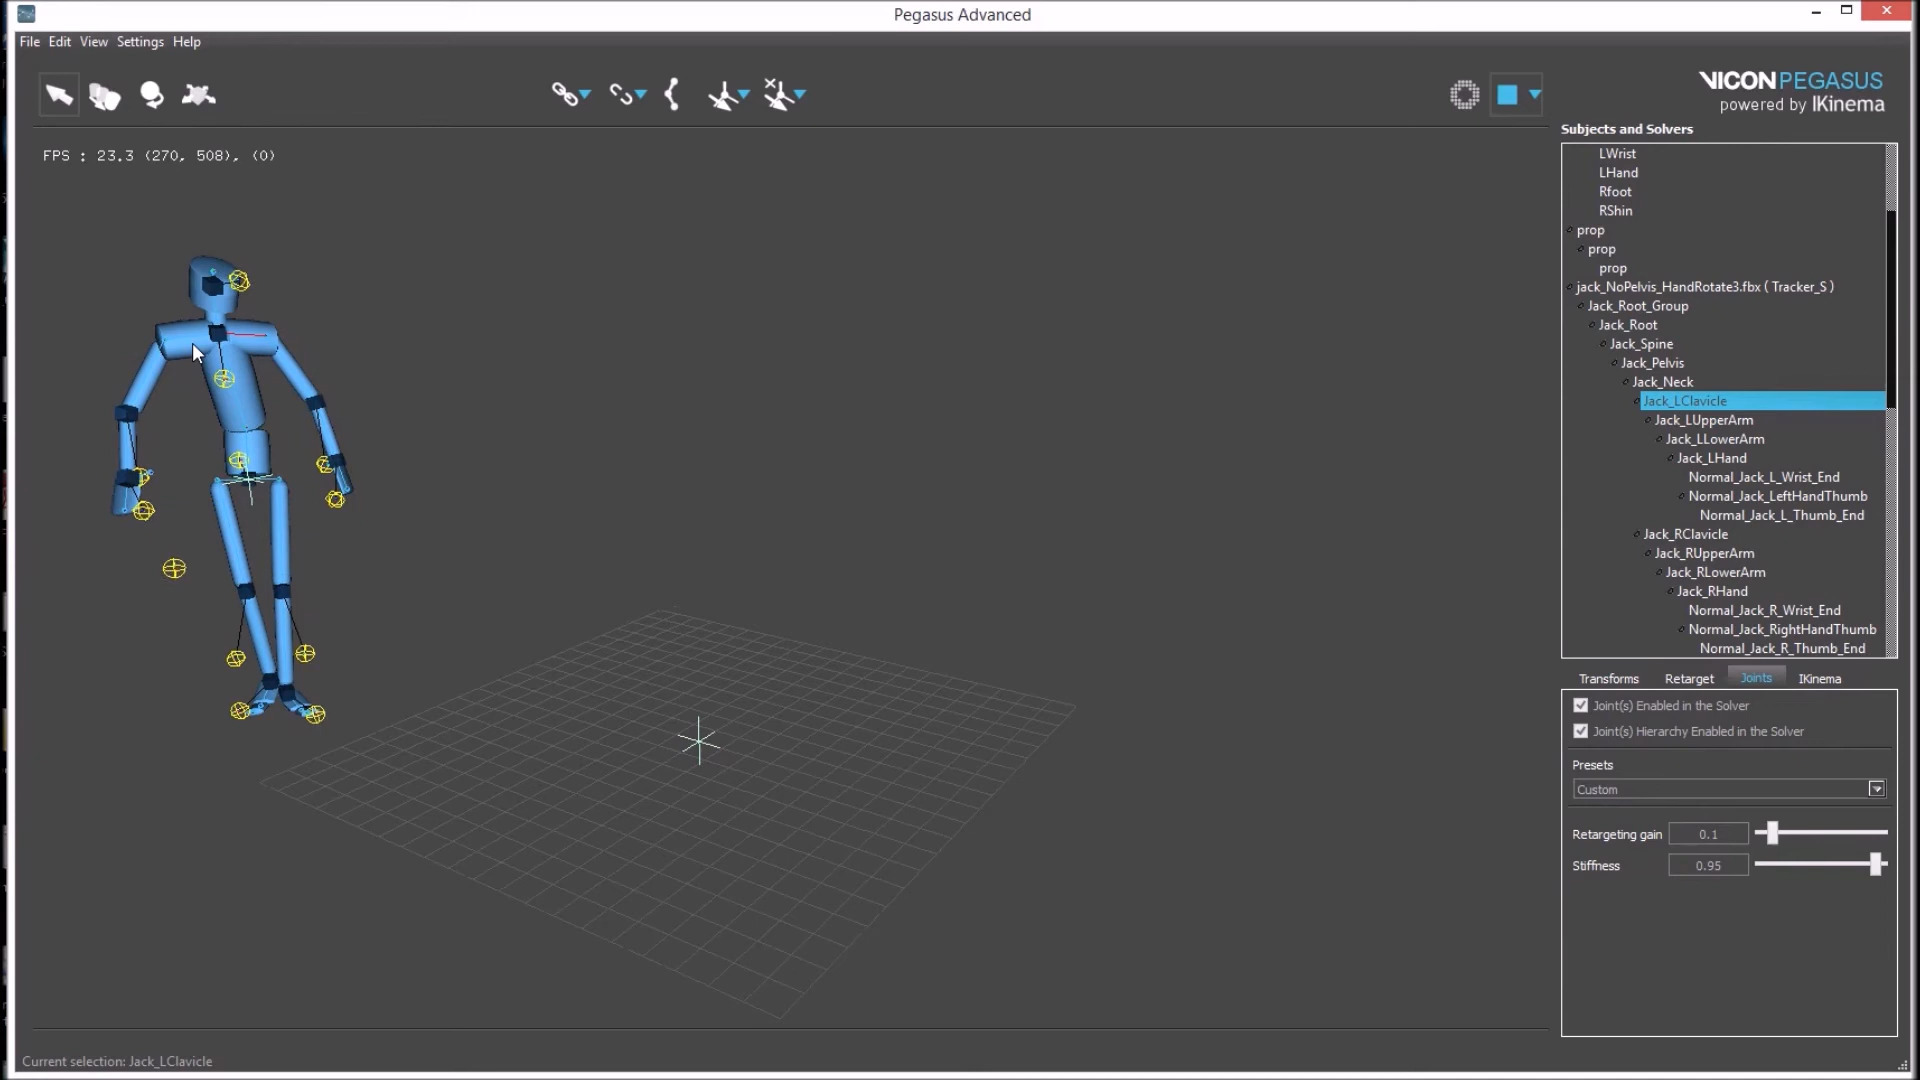 Pegasus Advanced
File Edit View Settings Help
VICONPEGASUS
powered by IKinema
Subjects and Solvers
FPS : 23.3 (270, 508), (0)
LWrist
LHand
Rfoot
RShin
prop
prop
prop
jack_NoPelvis_HandRotate3.fbx ( Tracker_S )
Jack_Root_Group
Jack_Root
Jack_Spine
Jack_Pelvis
Jack_Neck
Jack_LClavicle
Jack_LUpperArm
Jack_LLowerArm
Jack_LHand
Normal_Jack_L_Wrist_End
Normal_Jack_LeftHandThumb
Normal_Jack_L_Thumb_End
Jack_RClavicle
Jack_RUpperArm
Jack_RLowerArm
Jack_RHand
Normal_Jack_R_Wrist_End
Normal_Jack_RightHandThumb
Normal_Jack_R_Thumb_End
Transforms Retarget Joints IKinema
Joint(s) Enabled in the Solver
Joint(s) Hierarchy Enabled in the Solver
Presets
Custom
Retargeting gain 0.1
Stiffness 0.95
Current selection: Jack_LClavicle